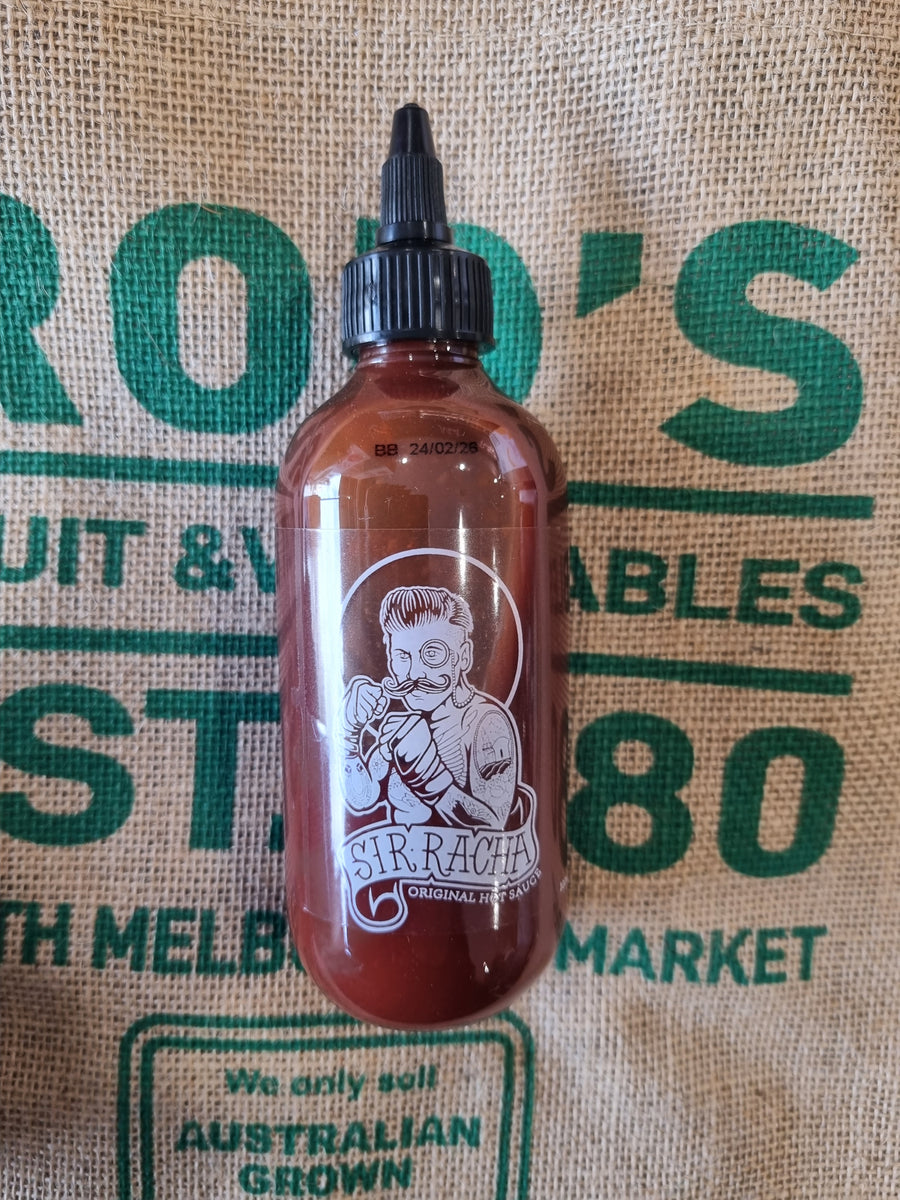 ROD'S
BB 24/02/26
UIT & V ABLES
ST. 80
SIR·RACHA
ORIGINAL HOT SAUCE
TH MELB MARKET
We only sell
AUSTRALIAN
GROWN